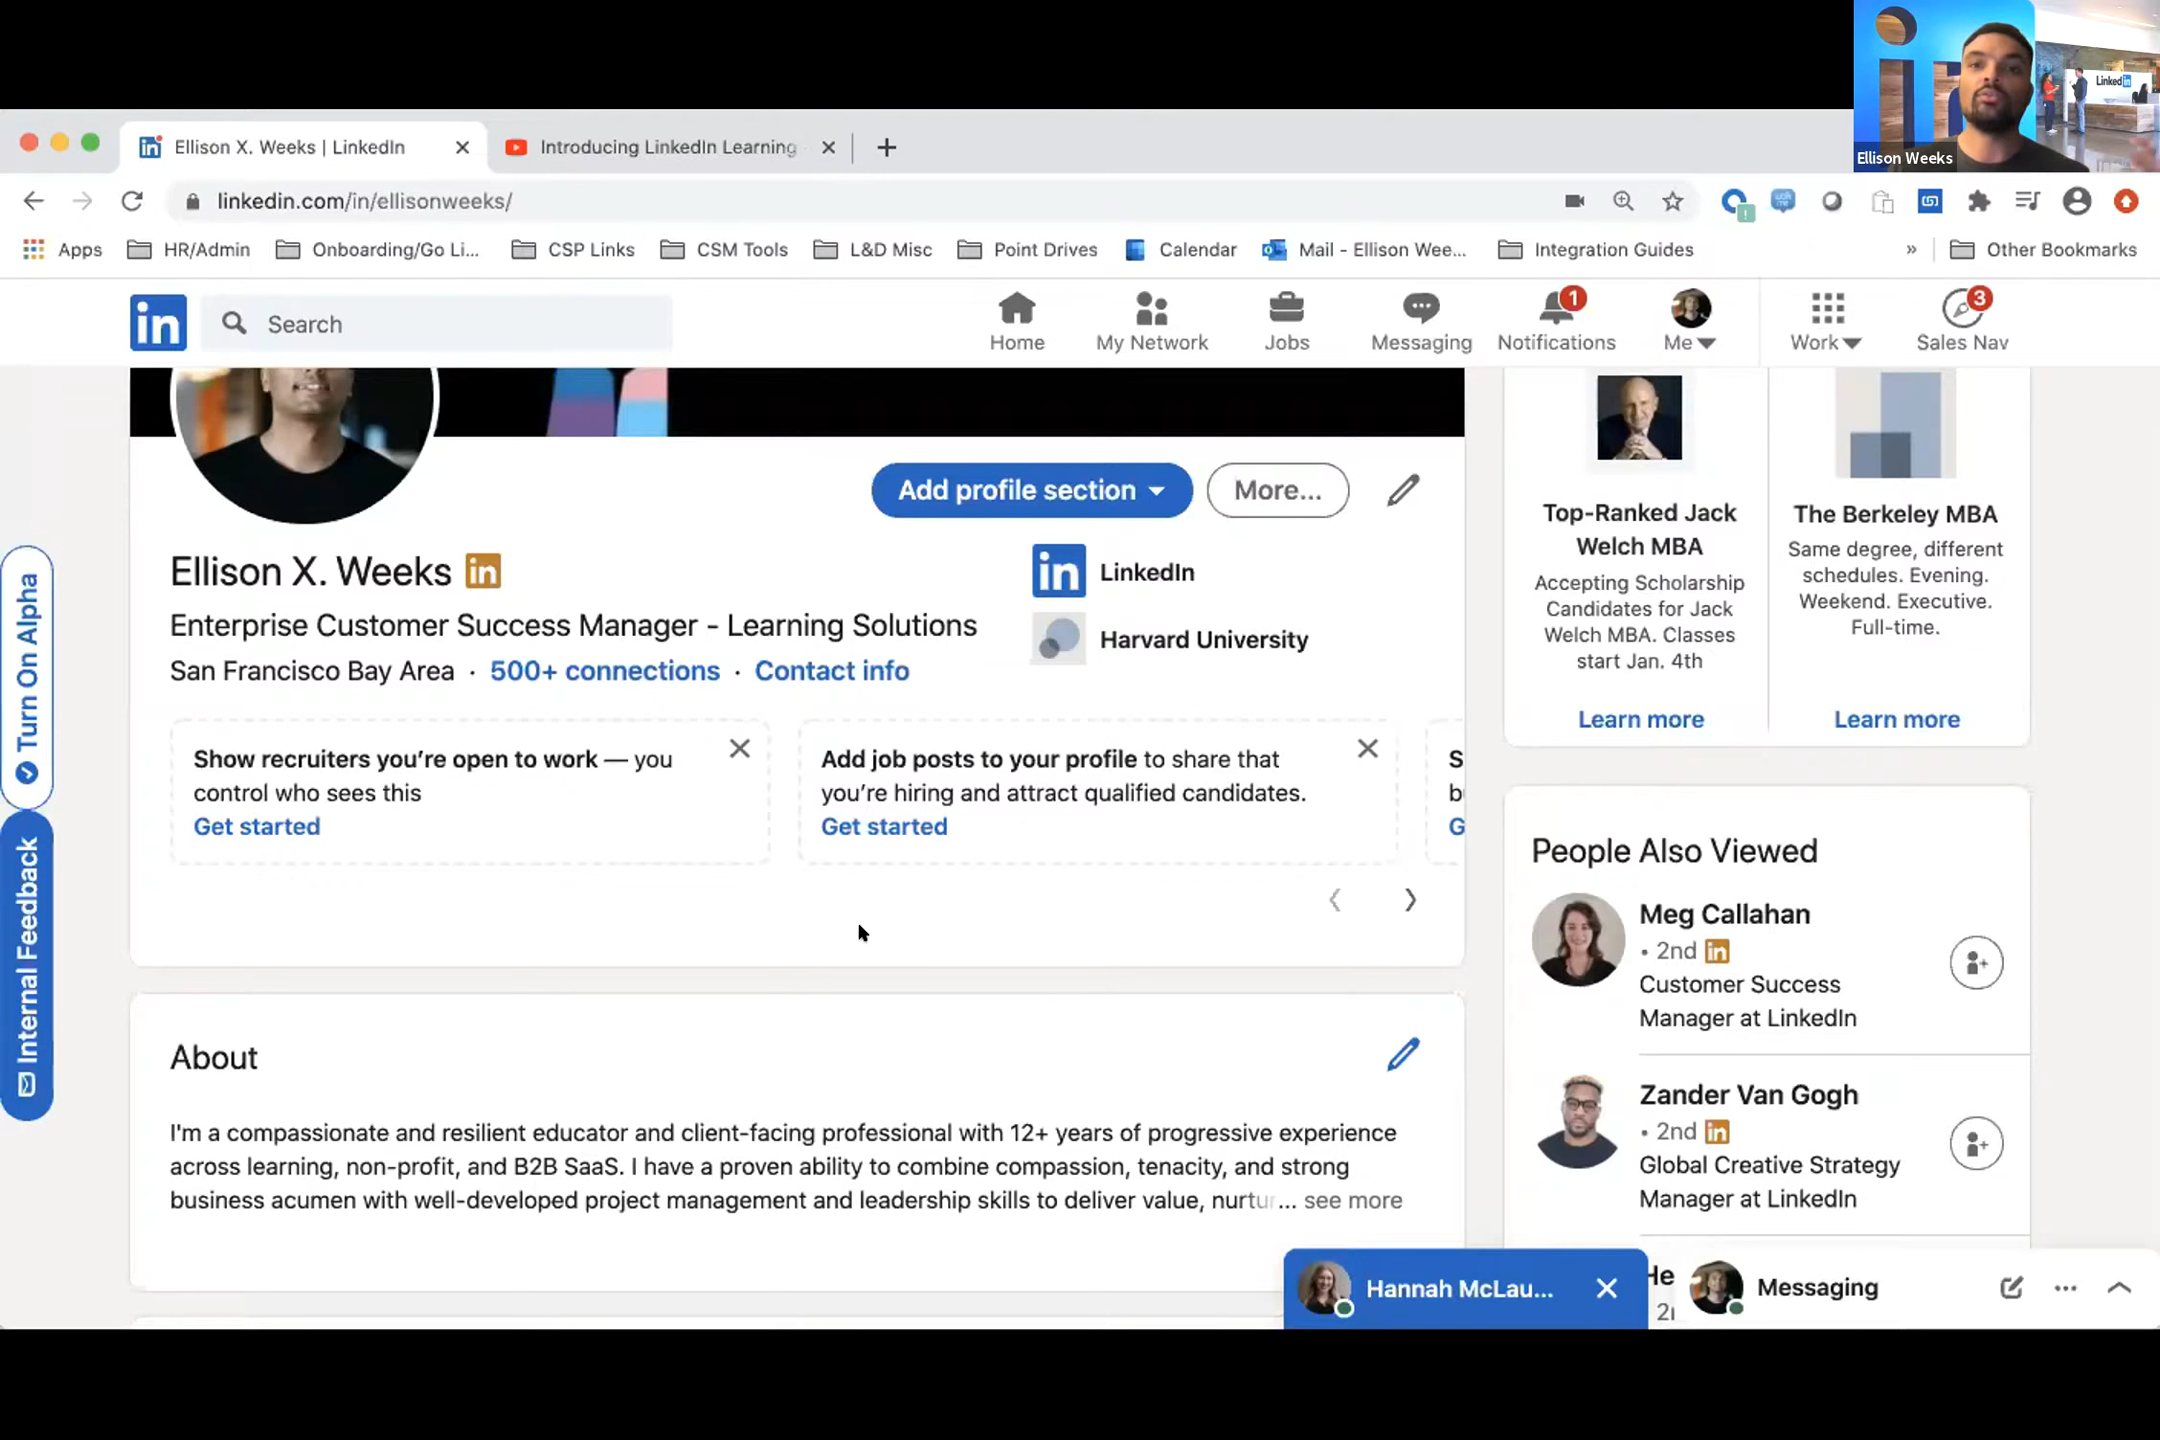 Linkedin
Ellison Weeks
Ellison X. Weeks | LinkedIn
Introducing LinkedIn Learning
linkedin.com/in/ellisonweeks/
Apps
HR/Admin
Onboarding/Go Li...
CSP Links
CSM Tools
L&D Misc
Point Drives
Calendar
Mail - Ellison Wee...
Integration Guides
»
Other Bookmarks
in
Search
Home
My Network
Jobs
Messaging
1
Notifications
Me
Work
3
Sales Nav
Add profile section
More...
Ellison X. Weeks in
Enterprise Customer Success Manager - Learning Solutions
San Francisco Bay Area · 500+ connections · Contact info
in LinkedIn
Harvard University
Show recruiters you're open to work — you
control who sees this
Get started
Add job posts to your profile to share that
you're hiring and attract qualified candidates.
Get started
S
b
G
Turn On Alpha
Internal Feedback
About
I'm a compassionate and resilient educator and client-facing professional with 12+ years of progressive experience
across learning, non-profit, and B2B SaaS. I have a proven ability to combine compassion, tenacity, and strong
business acumen with well-developed project management and leadership skills to deliver value, nurtu... see more
Top-Ranked Jack
Welch MBA
Accepting Scholarship
Candidates for Jack
Welch MBA. Classes
start Jan. 4th
Learn more
The Berkeley MBA
Same degree, different
schedules. Evening.
Weekend. Executive.
Full-time.
Learn more
People Also Viewed
Meg Callahan
• 2nd in
Customer Success
Manager at LinkedIn
Zander Van Gogh
• 2nd in
Global Creative Strategy
Manager at LinkedIn
He
Hannah McLau...
Messaging